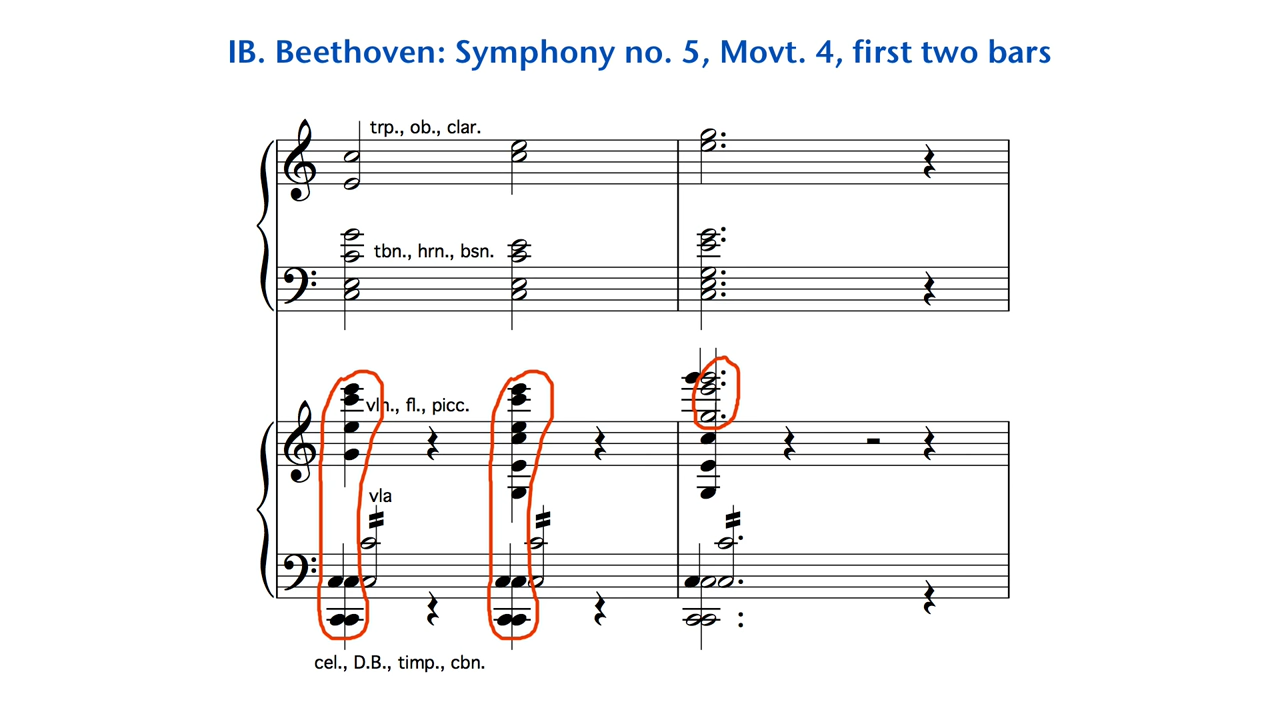 IB. Beethoven: Symphony no. 5, Movt. 4, first two bars
trp., ob., clar.
tbn., hrn., bsn.
vln., fl., picc.
vla
cel., D.B., timp., cbn.